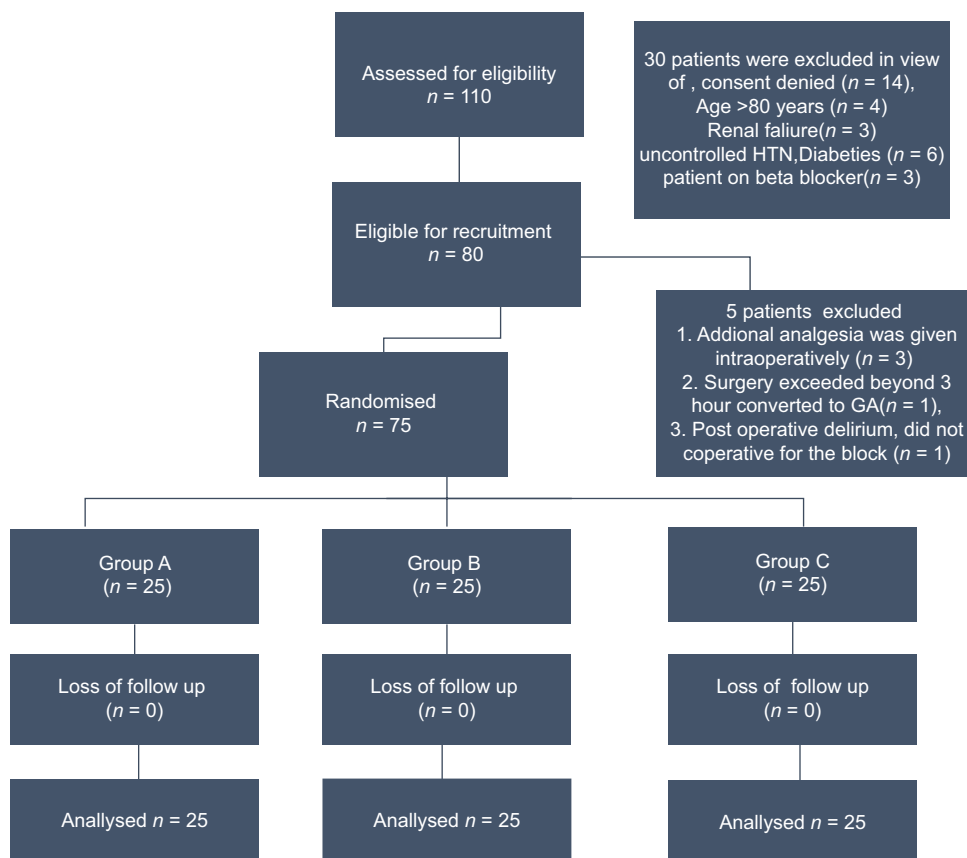 Assessed for eligibility
n = 110
30 patients were excluded in view
of , consent denied (n = 14),
Age >80 years (n = 4)
Renal faliure(n = 3)
uncontrolled HTN,Diabeties (n = 6)
patient on beta blocker(n = 3)
Eligible for recruitment
n = 80
5 patients excluded
1. Addional analgesia was given
intraoperatively (n = 3)
2. Surgery exceeded beyond 3
hour converted to GA(n = 1),
3. Post operative delirium, did not
coperative for the block (n = 1)
Randomised
n = 75
Group A
(n = 25)
Group B
(n = 25)
Group C
(n = 25)
Loss of follow up
(n = 0)
Loss of follow up
(n = 0)
Loss of follow up
(n = 0)
Anallysed n = 25
Anallysed n = 25
Anallysed n = 25